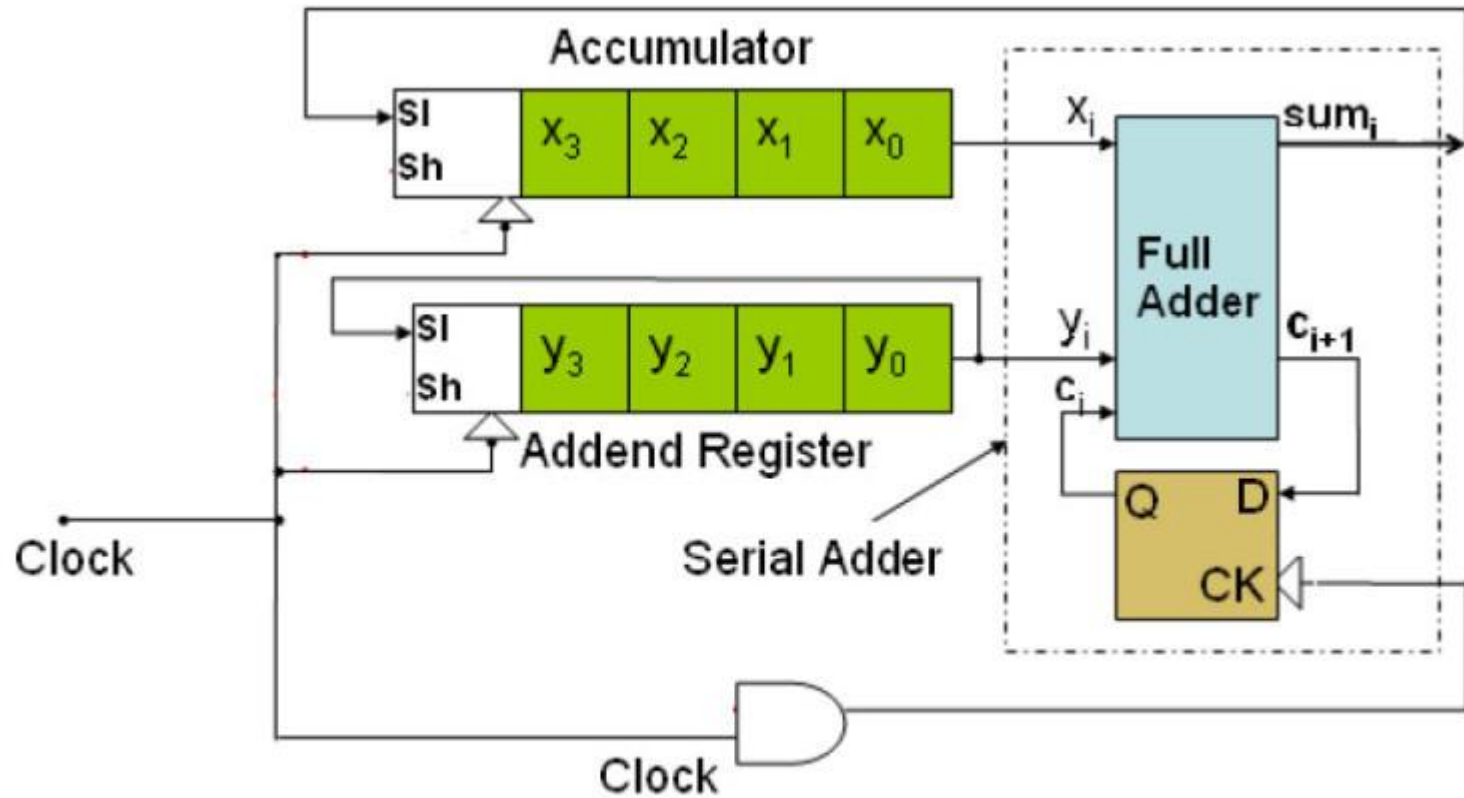 Accumulator
SI
Sh
x₃ x₂ x₁ x₀
xᵢ
sumᵢ
Full
Adder
SI
Sh
y₃ y₂ y₁ y₀
yᵢ
cᵢ
cᵢ₊₁
Addend Register
Q D
CK
Serial Adder
Clock
Clock